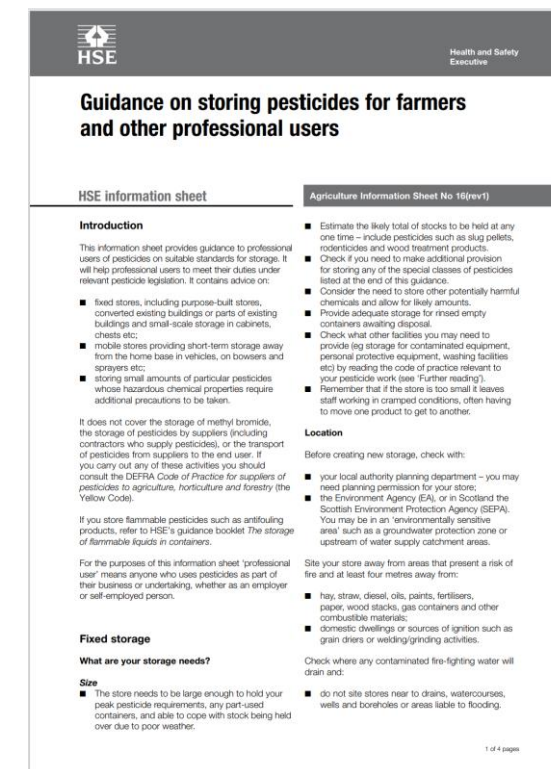 HSE
Health and Safety
Executive
Guidance on storing pesticides for farmers
and other professional users
HSE information sheet
Agriculture Information Sheet No 16(rev1)
Introduction
This information sheet provides guidance to professional
users of pesticides on suitable standards for storage. It
will help professional users to meet their duties under
relevant pesticide legislation. It contains advice on:
■ fixed stores, including purpose-built stores,
converted existing buildings or parts of existing
buildings and small-scale storage in cabinets,
chests etc;
■ mobile stores providing short-term storage away
from the home base in vehicles, on bowsers and
sprayers etc;
■ storing small amounts of particular pesticides
whose hazardous chemical properties require
additional precautions to be taken.
It does not cover the storage of methyl bromide,
the storage of pesticides by suppliers (including
contractors who supply pesticides), or the transport
of pesticides from suppliers to the end user. If
you carry out any of these activities you should
consult the DEFRA Code of Practice for suppliers of
pesticides to agriculture, horticulture and forestry (the
Yellow Code).
If you store flammable pesticides such as antifouling
products, refer to HSE's guidance booklet The storage
of flammable liquids in containers.
For the purposes of this information sheet 'professional
user' means anyone who uses pesticides as part of
their business or undertaking, whether as an employer
or self-employed person.
Fixed storage
What are your storage needs?
Size
■ The store needs to be large enough to hold your
peak pesticide requirements, any part-used
containers, and able to cope with stock being held
over due to poor weather.
■ Estimate the likely total of stocks to be held at any
one time – include pesticides such as slug pellets,
rodenticides and wood treatment products.
■ Check if you need to make additional provision
for storing any of the special classes of pesticides
listed at the end of this guidance.
■ Consider the need to store other potentially harmful
chemicals and allow for likely amounts.
■ Provide adequate storage for rinsed empty
containers awaiting disposal.
■ Check what other facilities you may need to
provide (eg storage for contaminated equipment,
personal protective equipment, washing facilities
etc) by reading the code of practice relevant to
your pesticide work (see 'Further reading').
■ Remember that if the store is too small it leaves
staff working in cramped conditions, often having
to move one product to get to another.
Location
Before creating new storage, check with:
■ your local authority planning department – you may
need planning permission for your store;
■ the Environment Agency (EA), or in Scotland the
Scottish Environment Protection Agency (SEPA).
You may be in an 'environmentally sensitive
area' such as a groundwater protection zone or
upstream of water supply catchment areas.
Site your store away from areas that present a risk of
fire and at least four metres away from:
■ hay, straw, diesel, oils, paints, fertilisers,
paper, wood stacks, gas containers and other
combustible materials;
■ domestic dwellings or sources of ignition such as
grain driers or welding/grinding activities.
Check where any contaminated fire-fighting water will
drain and:
■ do not site stores near to drains, watercourses,
wells and boreholes or areas liable to flooding.
1 of 4 pages